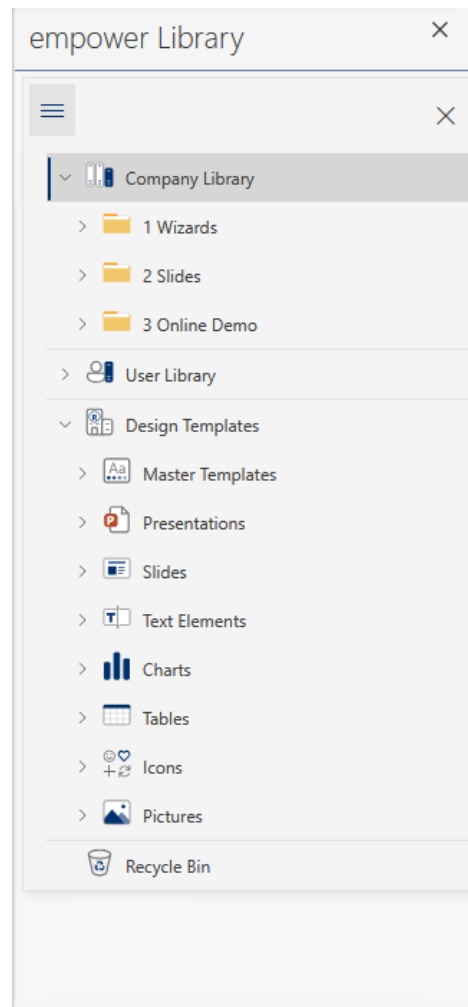 empower Library
Company Library
1 Wizards
2 Slides
3 Online Demo
User Library
Design Templates
Master Templates
Presentations
Slides
Text Elements
Charts
Tables
Icons
Pictures
Recycle Bin